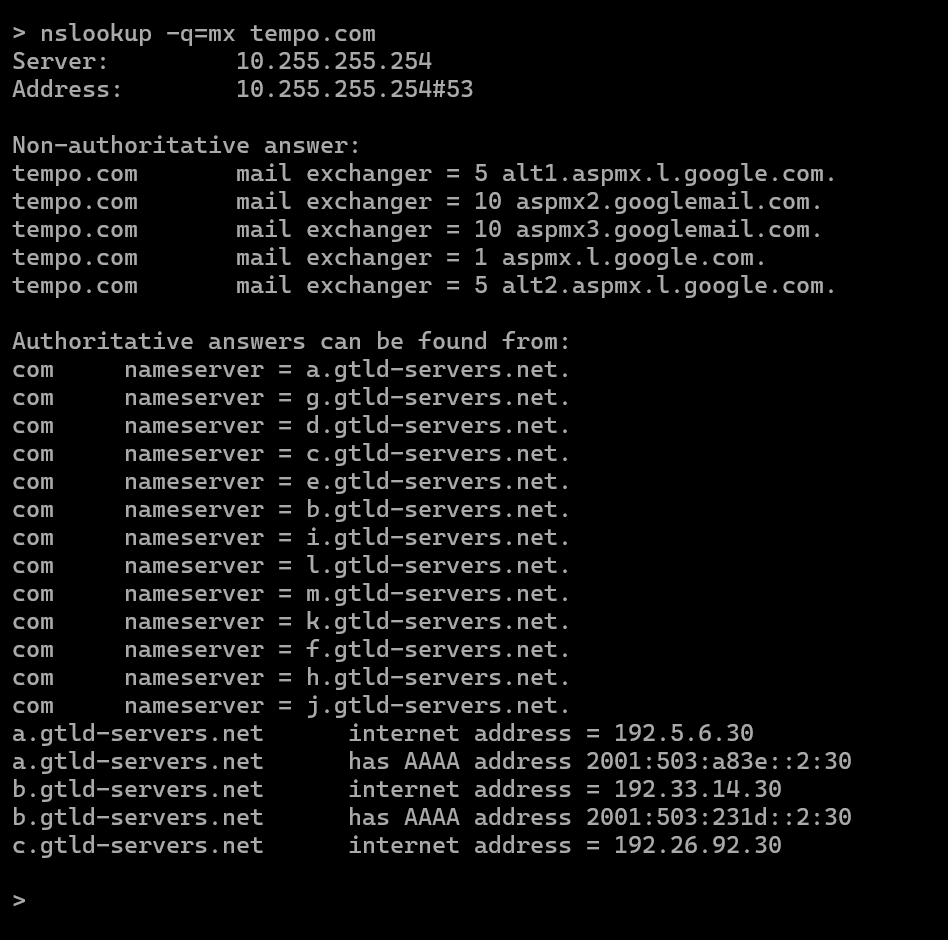 > nslookup -q=mx tempo.com
Server:         10.255.255.254
Address:        10.255.255.254#53

Non-authoritative answer:
tempo.com       mail exchanger = 5 alt1.aspmx.l.google.com.
tempo.com       mail exchanger = 10 aspmx2.googlemail.com.
tempo.com       mail exchanger = 10 aspmx3.googlemail.com.
tempo.com       mail exchanger = 1 aspmx.l.google.com.
tempo.com       mail exchanger = 5 alt2.aspmx.l.google.com.

Authoritative answers can be found from:
com     nameserver = a.gtld-servers.net.
com     nameserver = g.gtld-servers.net.
com     nameserver = d.gtld-servers.net.
com     nameserver = c.gtld-servers.net.
com     nameserver = e.gtld-servers.net.
com     nameserver = b.gtld-servers.net.
com     nameserver = i.gtld-servers.net.
com     nameserver = l.gtld-servers.net.
com     nameserver = m.gtld-servers.net.
com     nameserver = k.gtld-servers.net.
com     nameserver = f.gtld-servers.net.
com     nameserver = h.gtld-servers.net.
com     nameserver = j.gtld-servers.net.
a.gtld-servers.net      internet address = 192.5.6.30
a.gtld-servers.net      has AAAA address 2001:503:a83e::2:30
b.gtld-servers.net      internet address = 192.33.14.30
b.gtld-servers.net      has AAAA address 2001:503:231d::2:30
c.gtld-servers.net      internet address = 192.26.92.30

>